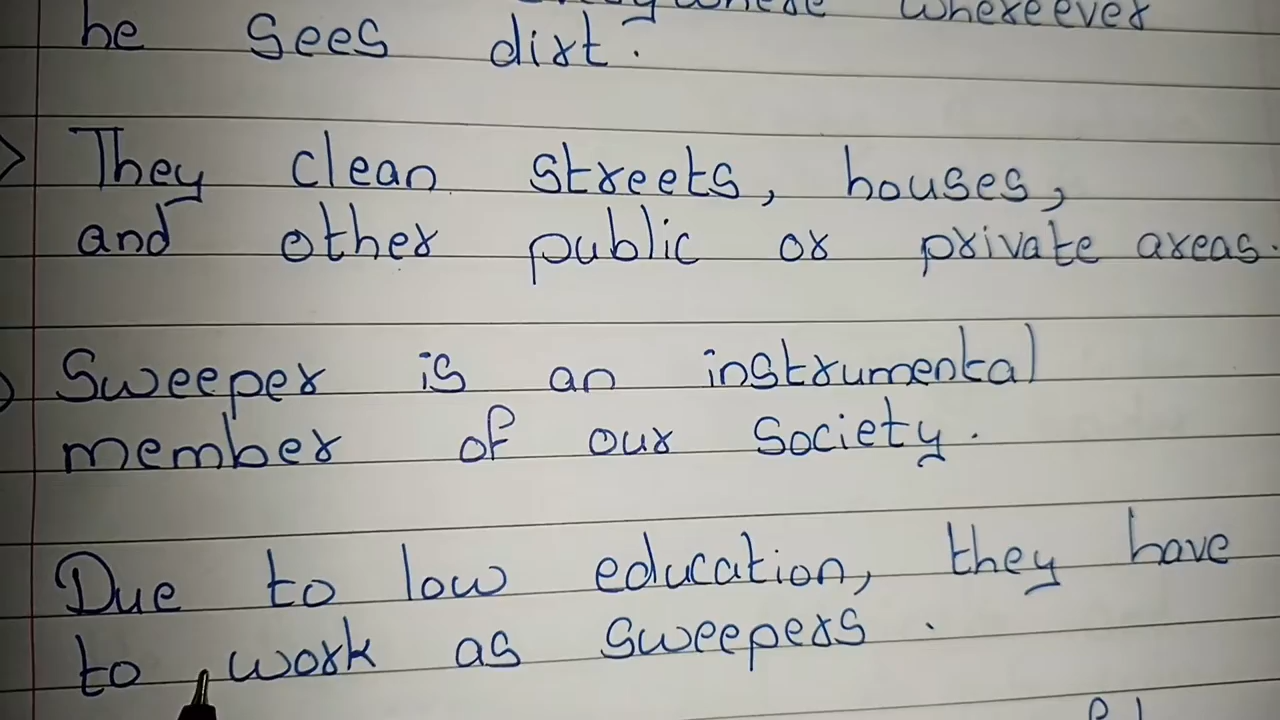 whereever
he sees dirt.
They clean streets, houses,
and other public or private areas.
Sweeper is an instrumental
member of our society.
Due to low education, they have
to work as sweepers.